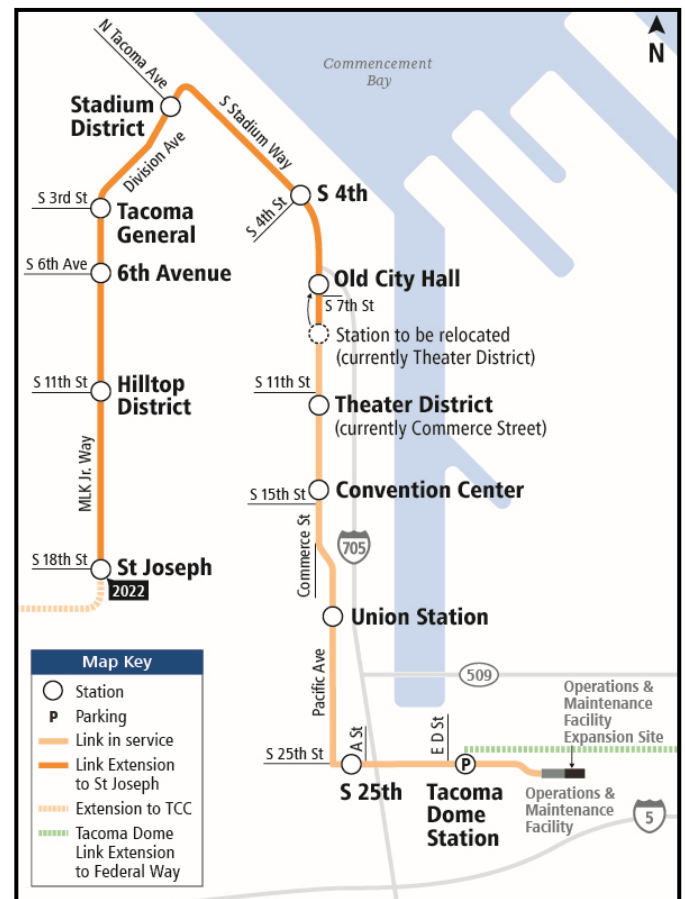 N
Commencement
Bay
N Tacoma Ave
Stadium
District
S Stadium Way
Division Ave
S 3rd St
Tacoma
General
S 4th
S 4th St
S 6th Ave
6th Avenue
Old City Hall
S 7th St
Station to be relocated
(currently Theater District)
S 11th St
Hilltop
District
S 11th St
Theater District
(currently Commerce Street)
MLK Jr. Way
S 15th St
Convention Center
Commerce St
705
S 18th St
St Joseph
2022
Union Station
Pacific Ave
509
Operations &
Maintenance
Facility
Expansion Site
S 25th St
A St
E D St
S 25th
P
Tacoma
Dome
Station
Operations &
Maintenance
Facility
5
Map Key
Station
P Parking
Link in service
Link Extension
to St Joseph
Extension to TCC
Tacoma Dome
Link Extension
to Federal Way